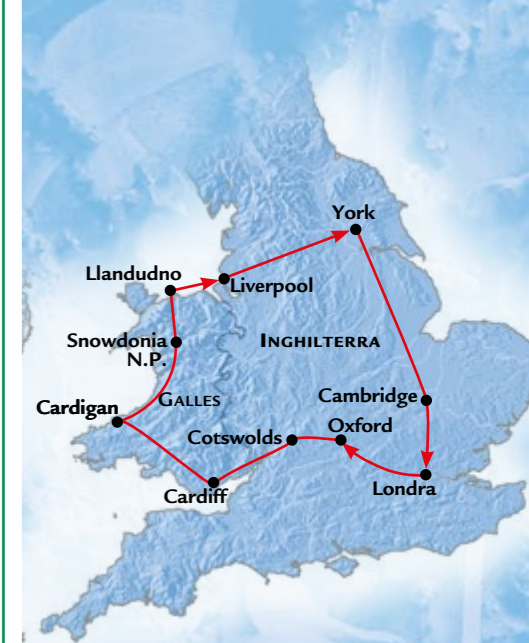 York
Llandudno
Liverpool
Snowdonia
N.P.
INGHILTERRA
GALLES
Cardigan
Cambridge
Cotswolds
Oxford
Cardiff
Londra